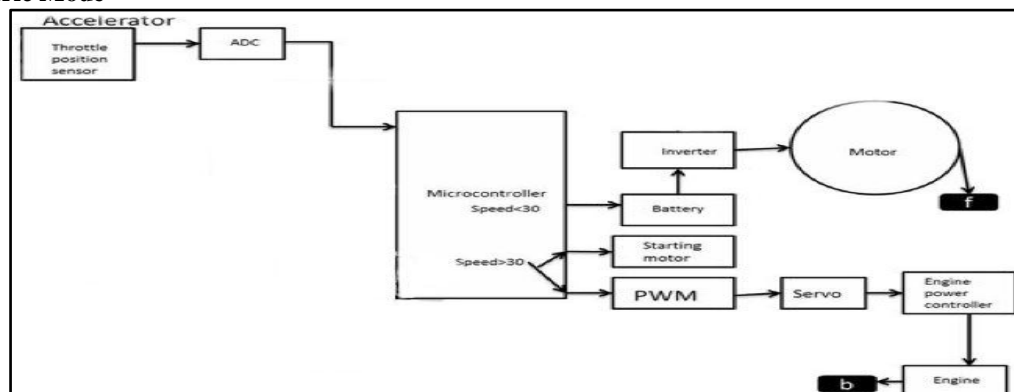 Accelerator
Throttle
position
sensor
ADC
Microcontroller
Speed<30
Speed>30
Inverter
Motor
f
Battery
Starting
motor
PWM
Servo
Engine
power
controller
Engine
b